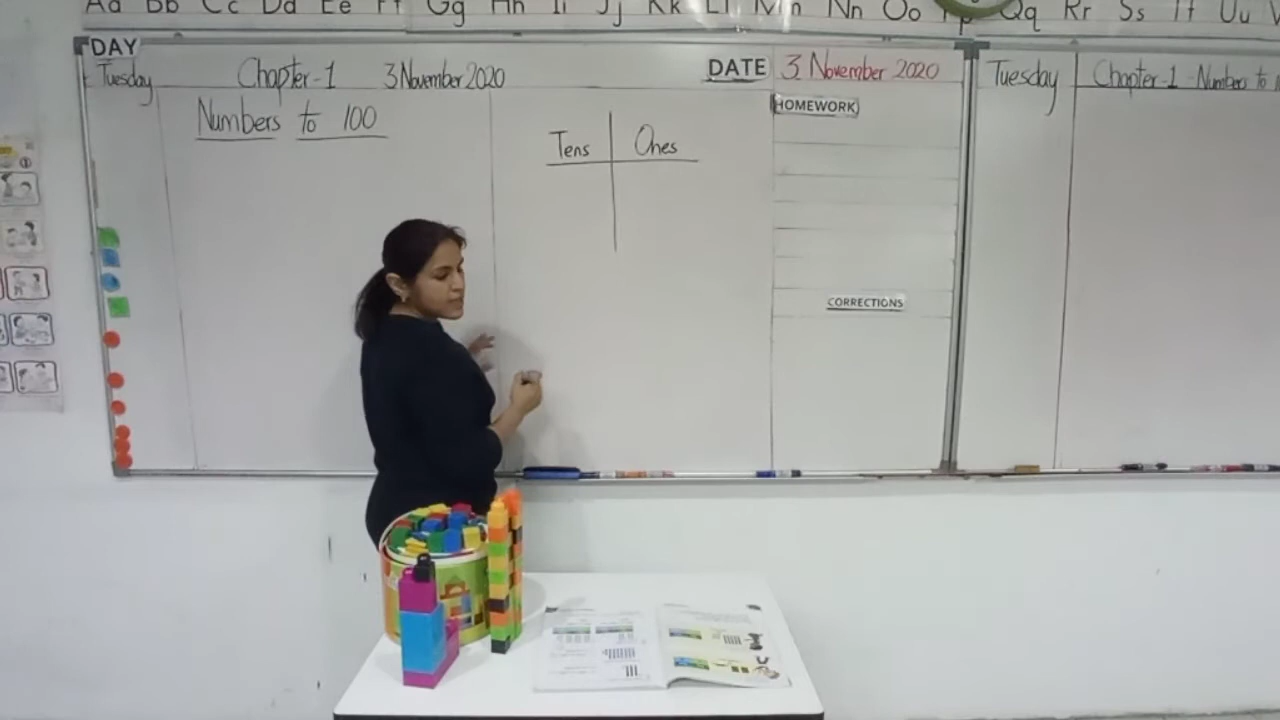 Aa Bb Cc Dd Ee Ff Gg Hh Ii Jj Kk Ll Mm Nn Oo Pp Qq Rr Ss Tt Uu
DAY
Tuesday Chapter-1 3 November 2020
DATE 3 November 2020
Numbers to 100
Tens Ones
HOMEWORK
CORRECTIONS
Tuesday Chapter 1 - Numbers to